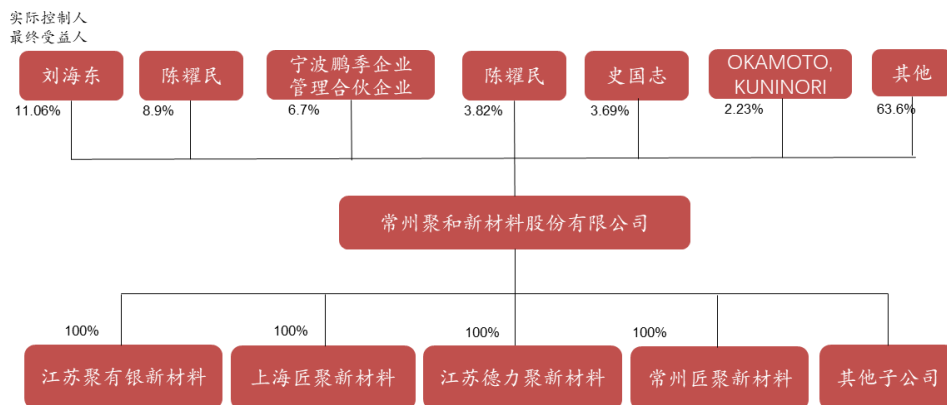 实际控制人
最终受益人
刘海东
陈耀民
宁波鹏季企业
管理合伙企业
陈耀民
史国志
OKAMOTO,
KUNINORI
其他
11.06%
8.9%
6.7%
3.82%
3.69%
2.23%
63.6%
常州聚和新材料股份有限公司
100%
100%
100%
100%
江苏聚有银新材料
上海匠聚新材料
江苏德力聚新材料
常州匠聚新材料
其他子公司